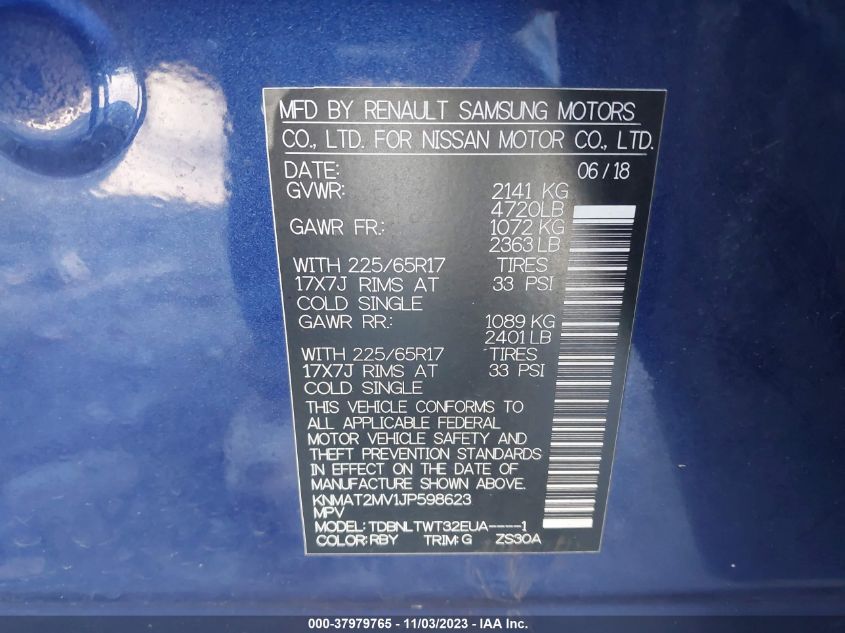 MFD BY RENAULT SAMSUNG MOTORS
CO., LTD. FOR NISSAN MOTOR CO., LTD.
DATE: 06/18
GVWR: 2141 KG
4720LB
GAWR FR.: 1072 KG
2363 LB
WITH 225/65R17 TIRES
17X7J RIMS AT 33 PSI
COLD SINGLE
GAWR RR.: 1089 KG
2401 LB
WITH 225/65R17 TIRES
17X7J RIMS AT 33 PSI
COLD SINGLE
THIS VEHICLE CONFORMS TO
ALL APPLICABLE FEDERAL
MOTOR VEHICLE SAFETY AND
THEFT PREVENTION STANDARDS
IN EFFECT ON THE DATE OF
MANUFACTURE SHOWN ABOVE.
KNMAT2MV1JP598623
MPV
MODEL: TDBNLTWT32EUA----1
COLOR: RBY TRIM: G ZS30A
000-37979765 - 11/03/2023 - IAA Inc.